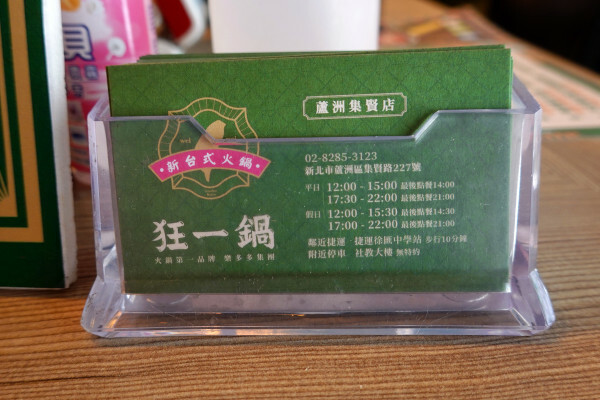 貝
蘆洲集賢店
新台式火鍋
狂一鍋
火鍋第一品牌 樂多多集團
02-8285-3123
新北市蘆洲區集賢路227號
平日 12:00 - 15:00 最後點餐14:00
17:30 - 22:00 最後點餐21:00
假日 12:00 - 15:30 最後點餐14:30
17:00 - 22:00 最後點餐21:00
鄰近捷運 捷運徐匯中學站 步行10分鐘
附近停車 社教大樓 無特約